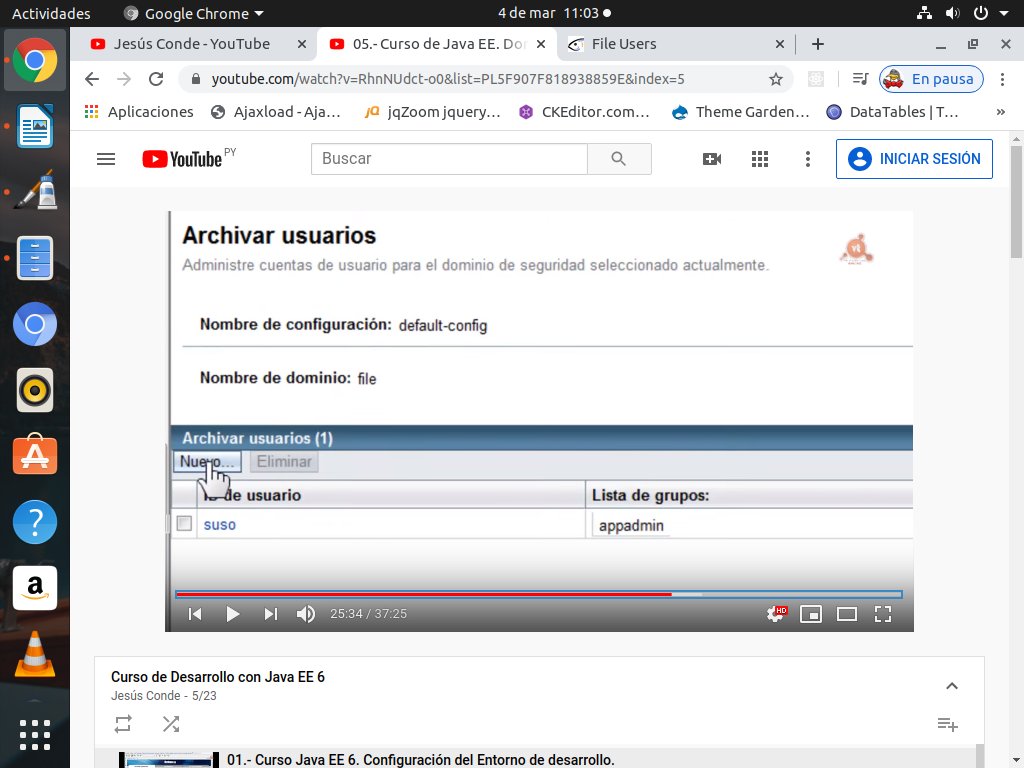 Actividades Google Chrome 4 de mar 11:03
Jesús Conde - YouTube 05.- Curso de Java EE. Do File Users
youtube.com/watch?v=RhnNUdct-o0&list=PL5F907F818938859E&index=5 En pausa
Aplicaciones Ajaxload - Aja... jqZoom jquery... CKEditor.com... Theme Garden... DataTables | T... »
YouTube PY Buscar INICIAR SESIÓN
Archivar usuarios
Administre cuentas de usuario para el dominio de seguridad seleccionado actualmente.
Nombre de configuración: default-config
Nombre de dominio: file
Archivar usuarios (1)
Nuevo... Eliminar
de usuario Lista de grupos:
suso appadmin
25:34 / 37:25 HD
Curso de Desarrollo con Java EE 6
Jesús Conde - 5/23
01.- Curso Java EE 6. Configuración del Entorno de desarrollo.